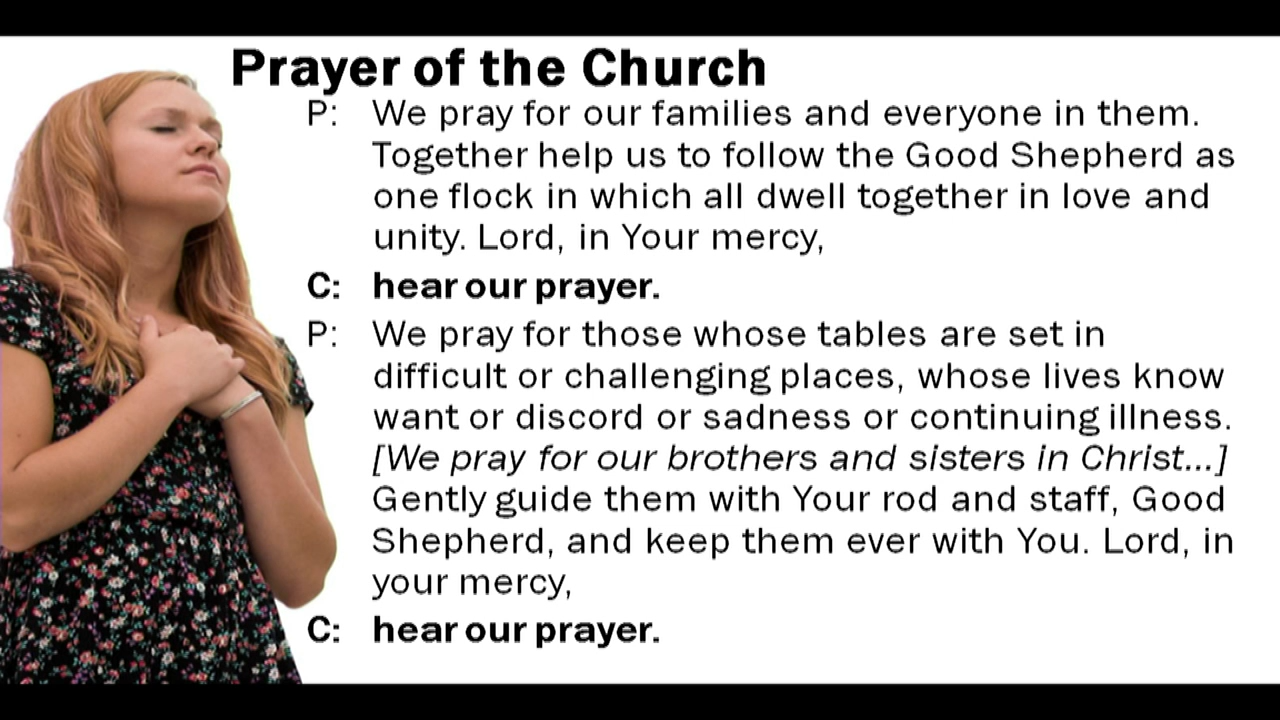 Prayer of the Church
P: We pray for our families and everyone in them.
Together help us to follow the Good Shepherd as
one flock in which all dwell together in love and
unity. Lord, in Your mercy,
C: hear our prayer.
P: We pray for those whose tables are set in
difficult or challenging places, whose lives know
want or discord or sadness or continuing illness.
[We pray for our brothers and sisters in Christ...]
Gently guide them with Your rod and staff, Good
Shepherd, and keep them ever with You. Lord, in
your mercy,
C: hear our prayer.